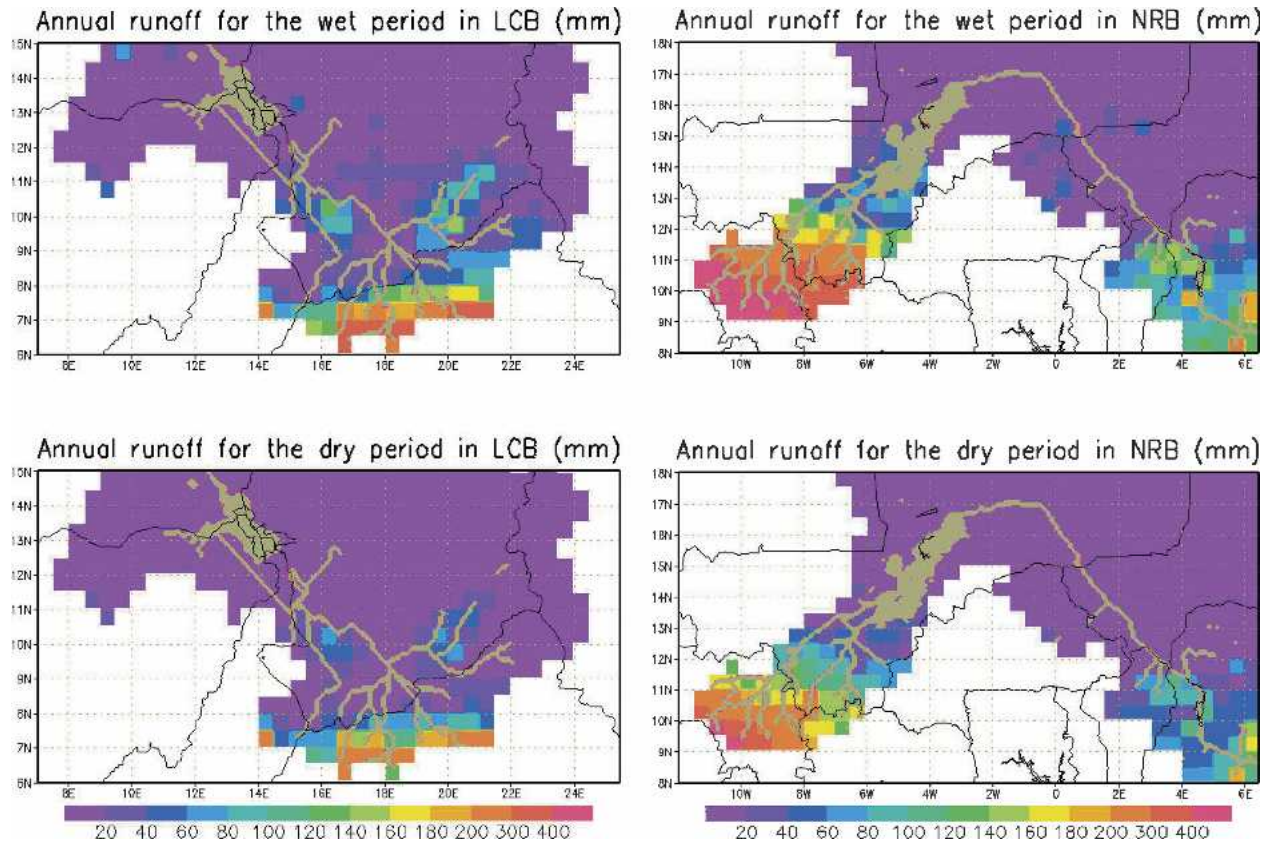 Annual runoff for the wet period in LCB (mm)
15N
14N
13N
12N
11N
10N
9N
8N
7N
6N
8E 10E 12E 14E 16E 18E 20E 22E 24E
Annual runoff for the wet period in NRB (mm)
18N
17N
16N
15N
14N
13N
12N
11N
10N
9N
8N
10W 8W 6W 4W 2W 0 2E 4E 6E
Annual runoff for the dry period in LCB (mm)
15N
14N
13N
12N
11N
10N
9N
8N
7N
6N
8E 10E 12E 14E 16E 18E 20E 22E 24E
20 40 60 80 100 120 160 180 200 300 400
Annual runoff for the dry period in NRB (mm)
18N
17N
16N
15N
14N
13N
12N
11N
10N
9N
8N
10W 8W 6W 4W 2W 0 2E 4E 6E
20 40 60 80 100 120 160 180 200 300 400